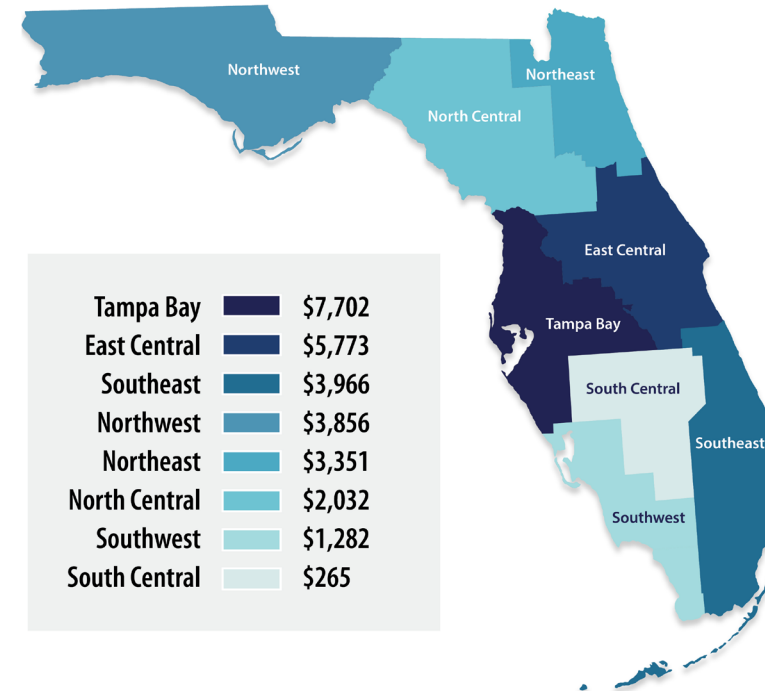 Northwest
Northeast
North Central
East Central
Tampa Bay
South Central
Southeast
Southwest
Tampa Bay $7,702
East Central $5,773
Southeast $3,966
Northwest $3,856
Northeast $3,351
North Central $2,032
Southwest $1,282
South Central $265